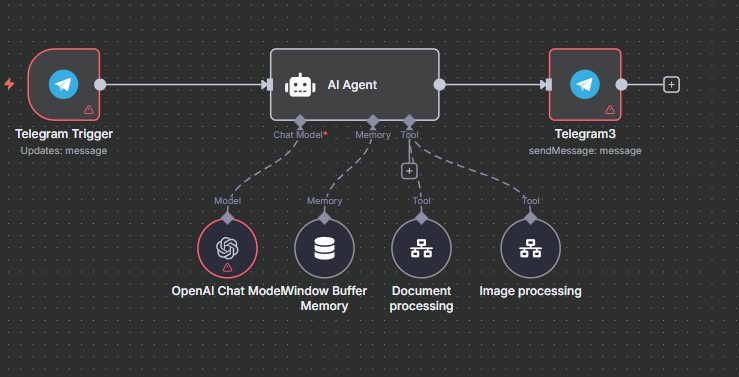 AI Agent
Telegram Trigger
Updates: message
Chat Model*
Memory
Tool
Telegram3
sendMessage: message
Model
Memory
Tool
Tool
OpenAI Chat Model
Window Buffer
Memory
Document
processing
Image processing